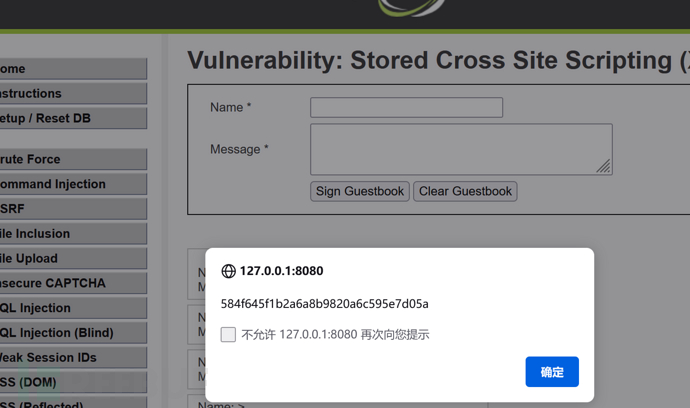 Vulnerability: Stored Cross Site Scripting (
ome
nstructions
etup / Reset DB
rute Force
ommand Injection
SRF
ile Inclusion
ile Upload
nsecure CAPTCHA
QL Injection
QL Injection (Blind)
Weak Session IDs
SS (DOM)
SS (Reflected)
Name *
Message *
Sign Guestbook Clear Guestbook
N
M
N
M
N
M
Name: >
127.0.0.1:8080
584f645f1b2a6a8b9820a6c595e7d05a
不允许 127.0.0.1:8080 再次向您提示
确定